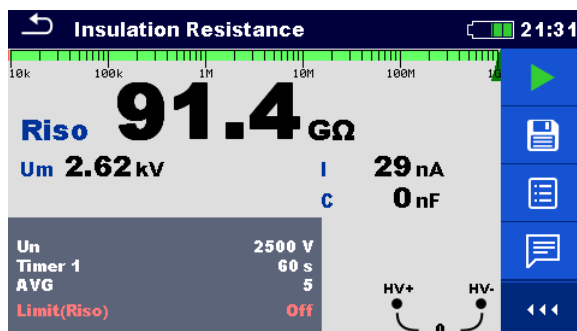 Insulation Resistance 21:31
10k 100k 1M 10M 100M 1G
Riso 91.4 GΩ
Um 2.62 kV I 29 nA
C 0 nF
Un 2500 V
Timer 1 60 s
AVG 5
Limit(Riso) Off
HV+ HV-